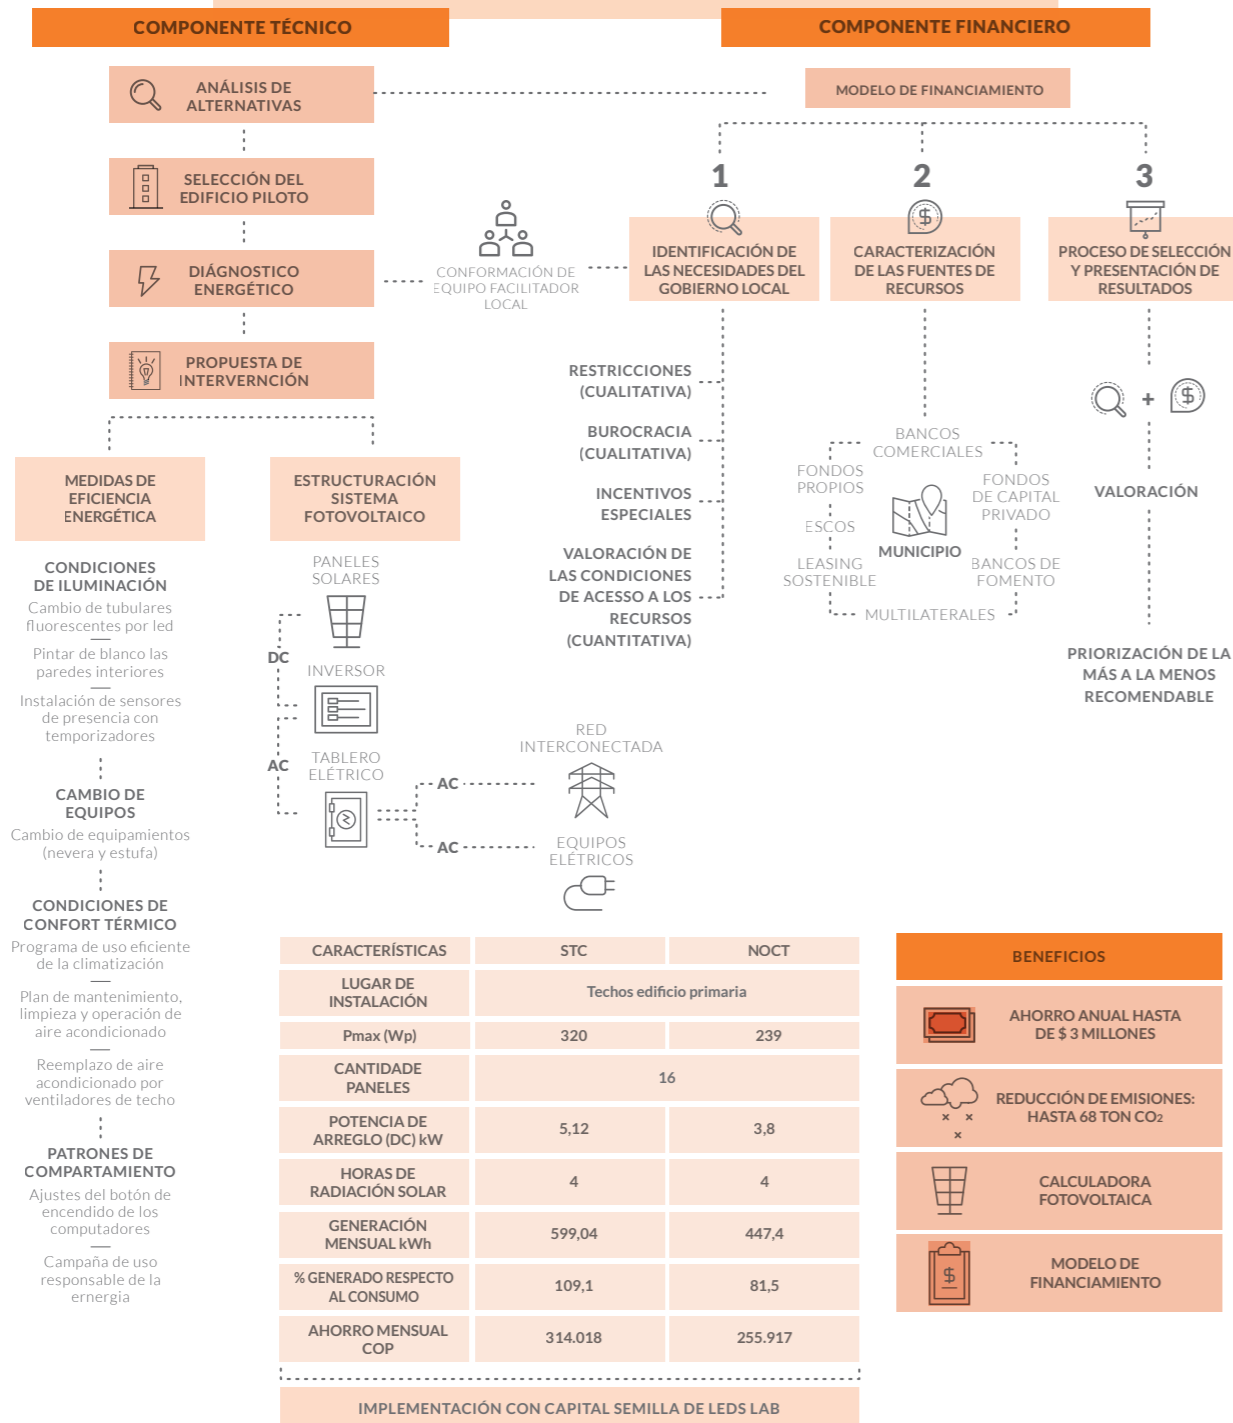 COMPONENTE TÉCNICO
ANÁLISIS DE
ALTERNATIVAS
SELECCIÓN DEL
EDIFICIO PILOTO
DIÁGNOSTICO
ENERGÉTICO
PROPUESTA DE
INTERVERNCIÓN
CONFORMACIÓN DE
EQUIPO FACILITADOR
LOCAL
MEDIDAS DE
EFICIENCIA
ENERGÉTICA
CONDICIONES
DE ILUMINACIÓN
Cambio de tubulares
fluorescentes por led
Pintar de blanco las
paredes interiores
Instalación de sensores
de presencia con
temporizadores
CAMBIO DE
EQUIPOS
Cambio de equipamientos
(nevera y estufa)
CONDICIONES DE
CONFORT TÉRMICO
Programa de uso eficiente
de la climatización
Plan de mantenimiento,
limpieza y operación de
aire acondicionado
Reemplazo de aire
acondicionado por
ventiladores de techo
PATRONES DE
COMPARTAMIENTO
Ajustes del botón de
encendido de los
computadores
Campaña de uso
responsable de la
ernergia
ESTRUCTURACIÓN
SISTEMA
FOTOVOLTAICO
PANELES
SOLARES
DC
INVERSOR
AC
TABLERO
ELÉTRICO
AC
RED
INTERCONECTADA
AC
EQUIPOS
ELÉTRICOS
COMPONENTE FINANCIERO
MODELO DE FINANCIAMIENTO
1
IDENTIFICACIÓN DE
LAS NECESIDADES DEL
GOBIERNO LOCAL
RESTRICCIONES
(CUALITATIVA)
BUROCRACIA
(CUALITATIVA)
INCENTIVOS
ESPECIALES
VALORACIÓN DE
LAS CONDICIONES
DE ACESSO A LOS
RECURSOS
(CUANTITATIVA)
2
$
CARACTERIZACIÓN
DE LAS FUENTES DE
RECURSOS
BANCOS
COMERCIALES
FONDOS
PROPIOS
FONDOS
DE CAPITAL
PRIVADO
ESCOS
MUNICIPIO
LEASING
SOSTENIBLE
BANCOS DE
FOMENTO
MULTILATERALES
3
PROCESO DE SELECCIÓN
Y PRESENTACIÓN DE
RESULTADOS
+ $
VALORACIÓN
PRIORIZACIÓN DE LA
MÁS A LA MENOS
RECOMENDABLE
CARACTERÍSTICAS STC NOCT
LUGAR DE
INSTALACIÓN
Techos edificio primaria
Pmax (Wp) 320 239
CANTIDADE
PANELES
16
POTENCIA DE
ARREGLO (DC) kW
5,12 3,8
HORAS DE
RADIACIÓN SOLAR
4 4
GENERACIÓN
MENSUAL kWh
599,04 447,4
% GENERADO RESPECTO
AL CONSUMO
109,1 81,5
AHORRO MENSUAL
COP
314.018 255.917
IMPLEMENTACIÓN CON CAPITAL SEMILLA DE LEDS LAB
BENEFICIOS
AHORRO ANUAL HASTA
DE $ 3 MILLONES
REDUCCIÓN DE EMISIONES:
HASTA 68 TON CO₂
CALCULADORA
FOTOVOLTAICA
$
MODELO DE
FINANCIAMIENTO